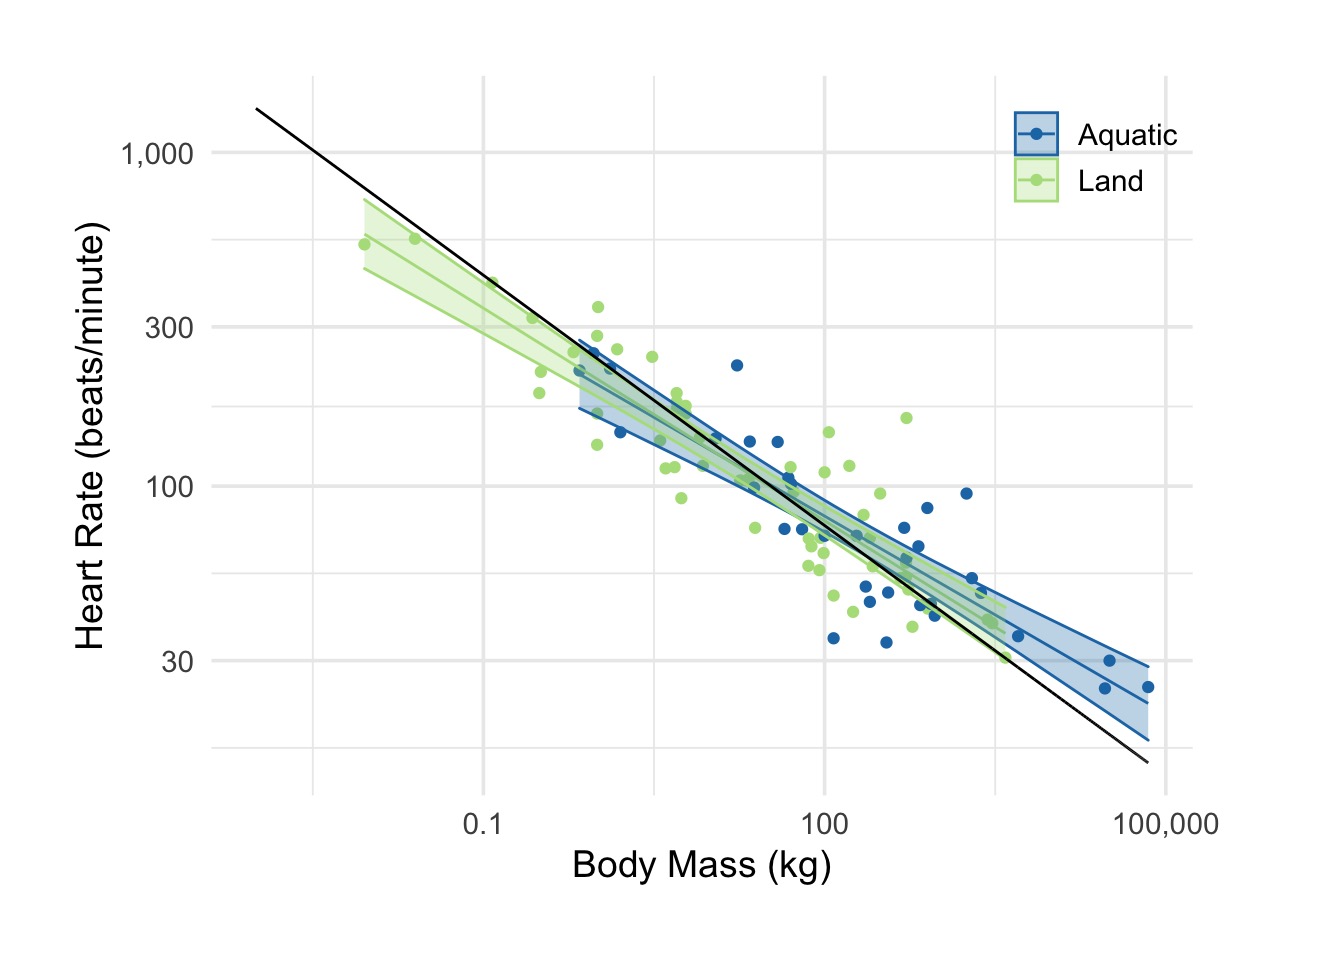 Aquatic
Land
1,000
300
100
30
Heart Rate (beats/minute)
0.1
100
100,000
Body Mass (kg)